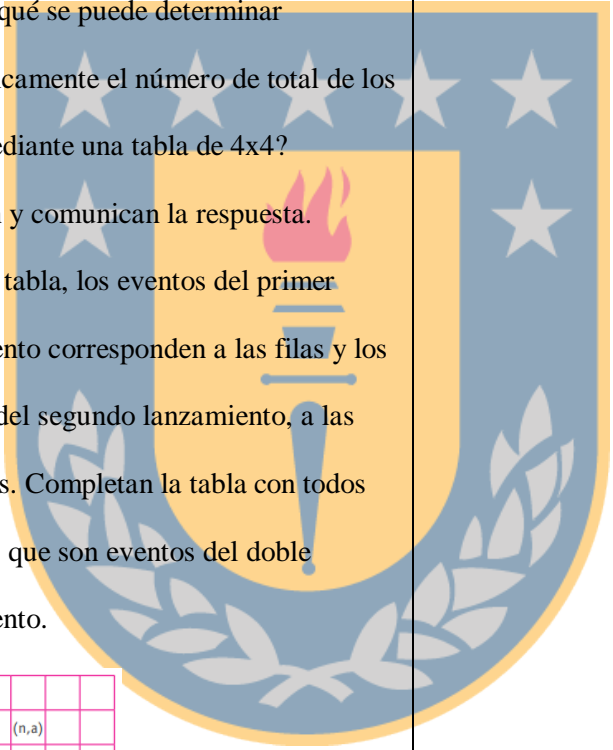 qué se puede determinar
camente el número de total de los
ediante una tabla de 4x4?
y comunican la respuesta.
tabla, los eventos del primer
ento corresponden a las filas y los
del segundo lanzamiento, a las
s. Completan la tabla con todos
que son eventos del doble
ento.
(n,a)